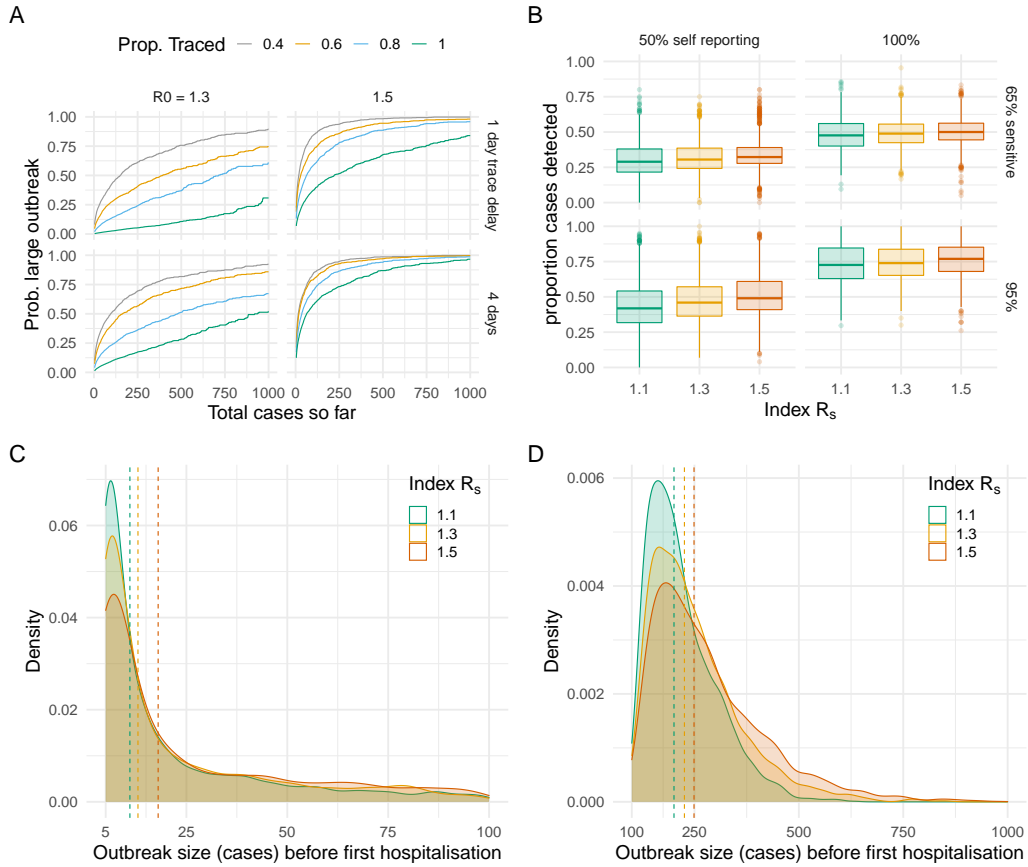 A
Prop. Traced 0.4 0.6 0.8 1
R0 = 1.3 1.5
Prob. large outbreak
1.00
0.75
0.50
0.25
0.00
1 day trace delay
1.00
0.75
0.50
0.25
0.00
4 days
0 250 500 750 1000 0 250 500 750 1000
Total cases so far
B
50% self reporting 100%
proportion cases detected
1.00
0.75
0.50
0.25
0.00
65% sensitive
1.00
0.75
0.50
0.25
0.00
95%
1.1 1.3 1.5 1.1 1.3 1.5
Index Rs
C
Index Rs
1.1
1.3
1.5
Density
0.06
0.04
0.02
0.00
5 25 50 75 100
Outbreak size (cases) before first hospitalisation
D
Index Rs
1.1
1.3
1.5
Density
0.006
0.004
0.002
0.000
100 250 500 750 1000
Outbreak size (cases) before first hospitalisation